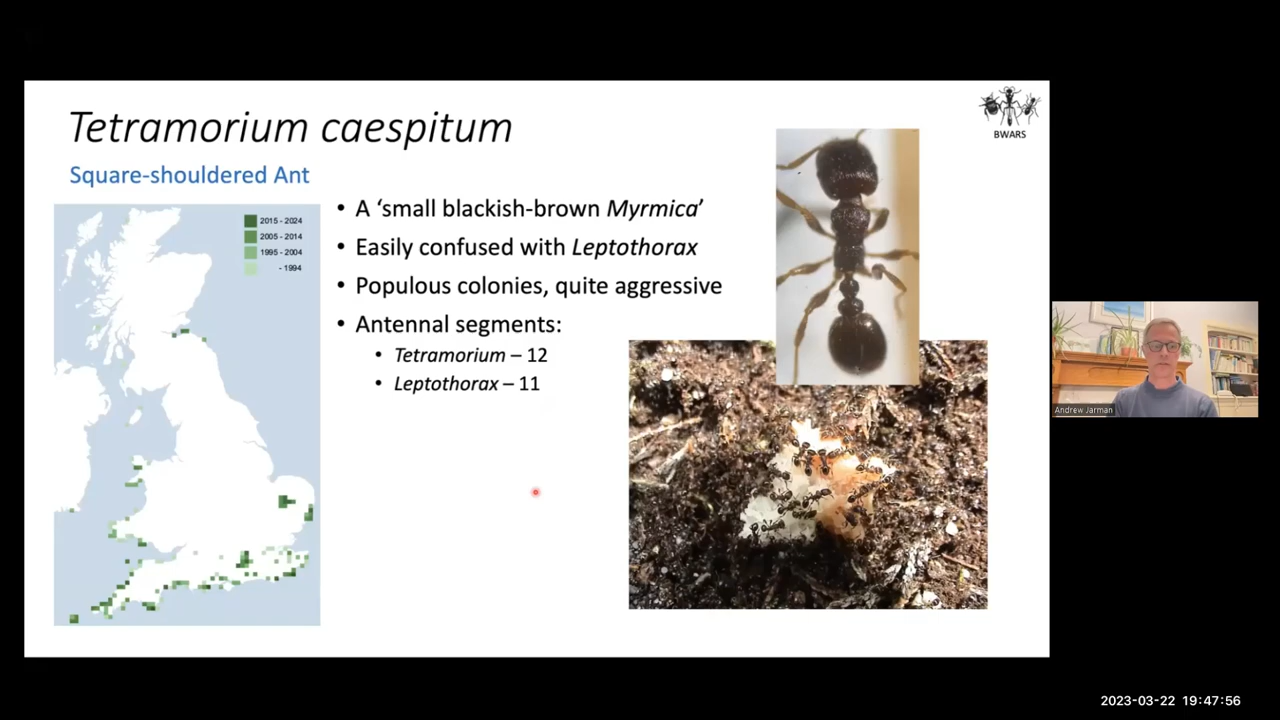 Tetramorium caespitum
BWARS
Square-shouldered Ant
2015 - 2024
2005 - 2014
1995 - 2004
- 1994
• A ‘small blackish-brown Myrmica’
• Easily confused with Leptothorax
• Populous colonies, quite aggressive
• Antennal segments:
• Tetramorium – 12
• Leptothorax – 11
Andrew Jarman
2023-03-22 19:47:56